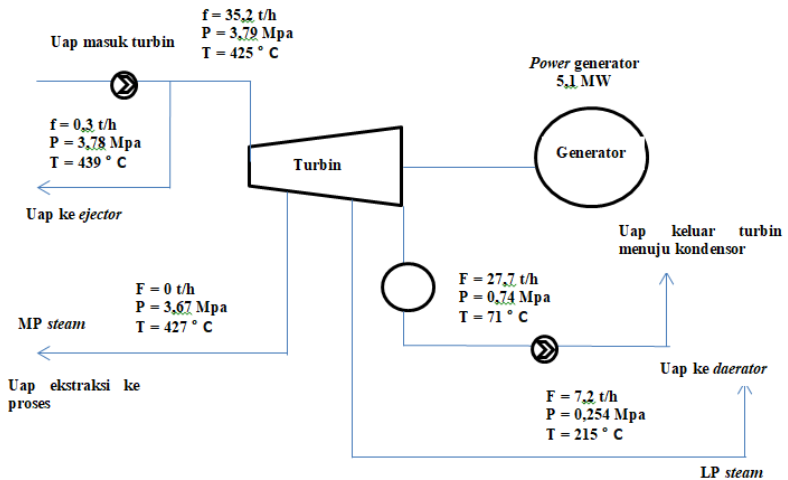 f = 35,2 t/h
P = 3,79 Mpa
T = 425 ° C
Uap masuk turbin
Power generator
5,1 MW
f = 0,3 t/h
P = 3,78 Mpa
T = 439 ° C
Turbin
Generator
Uap ke ejector
Uap keluar turbin
menuju kondensor
F = 27,7 t/h
P = 0,74 Mpa
T = 71 ° C
F = 0 t/h
P = 3,67 Mpa
T = 427 ° C
MP steam
Uap ekstraksi ke
proses
Uap ke daerator
F = 7,2 t/h
P = 0,254 Mpa
T = 215 ° C
LP steam